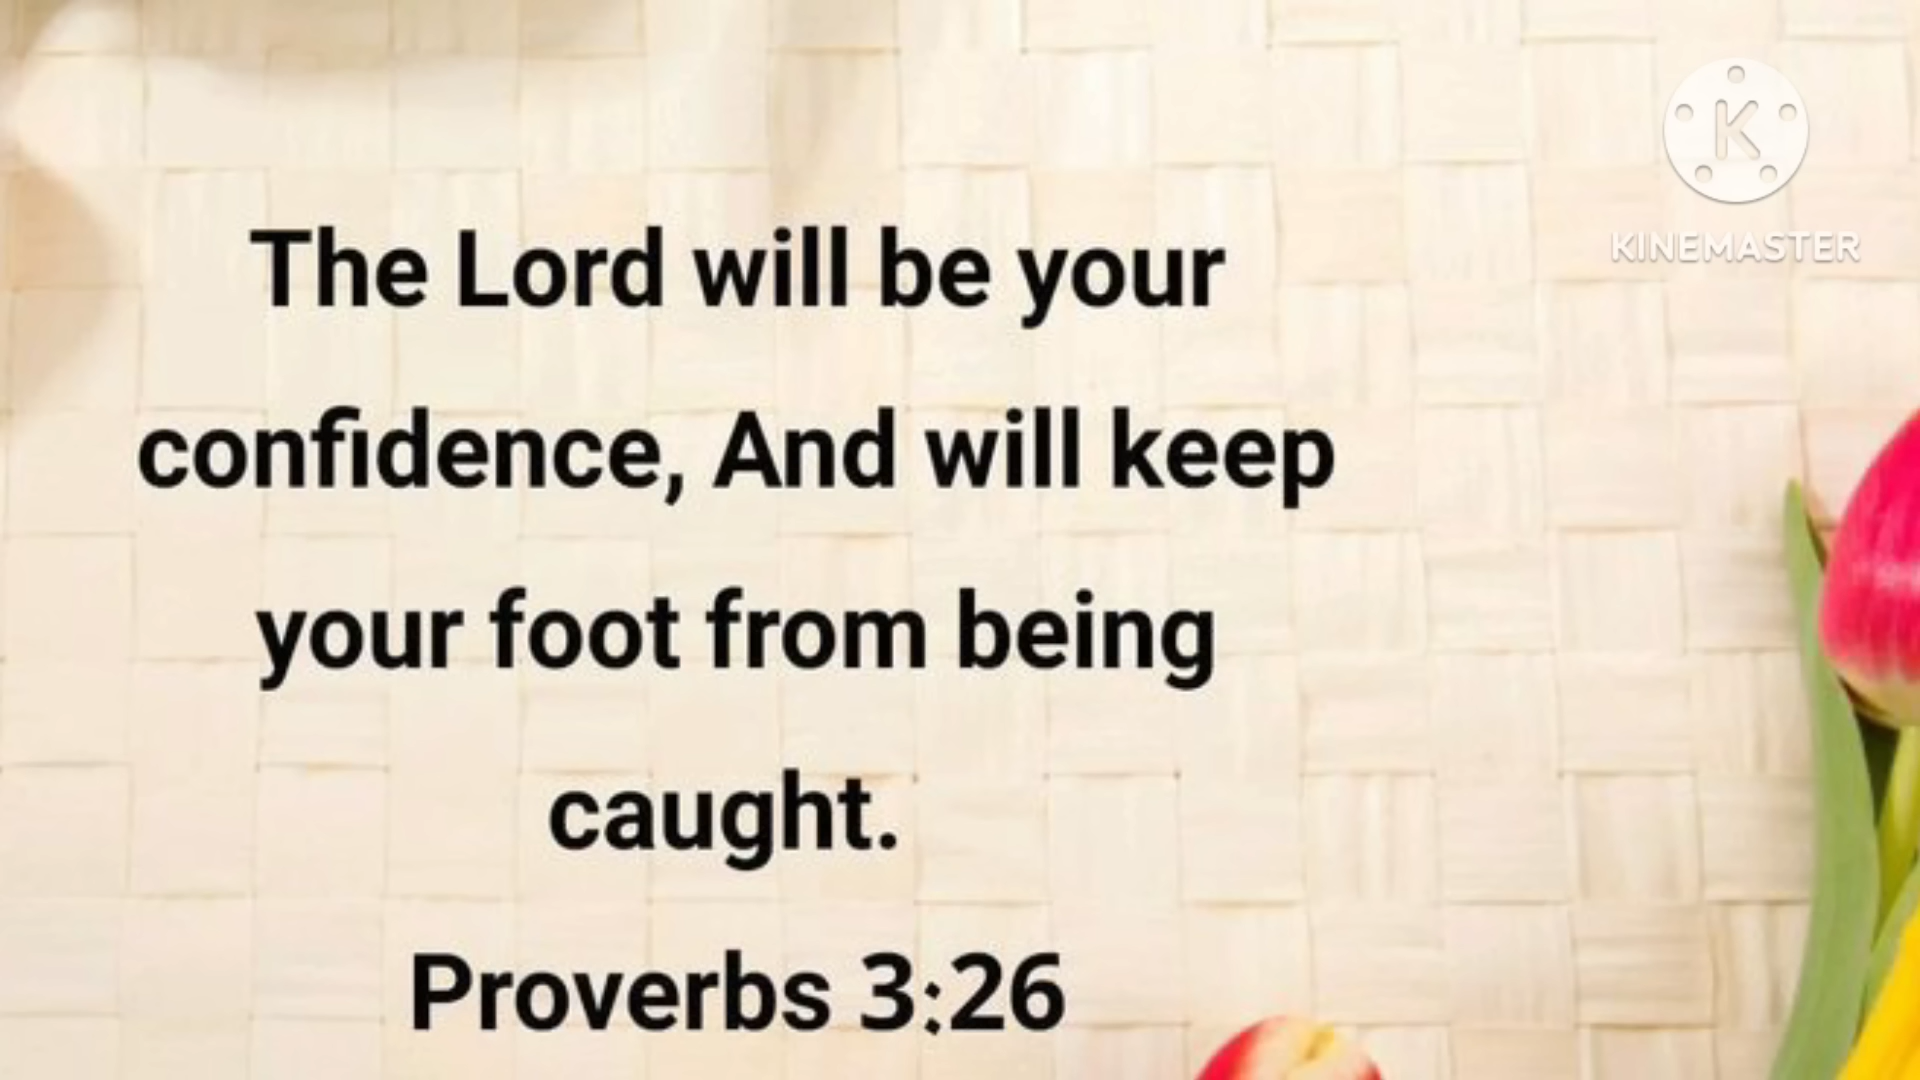 KINEMASTER
The Lord will be your
confidence, And will keep
your foot from being
caught.
Proverbs 3:26